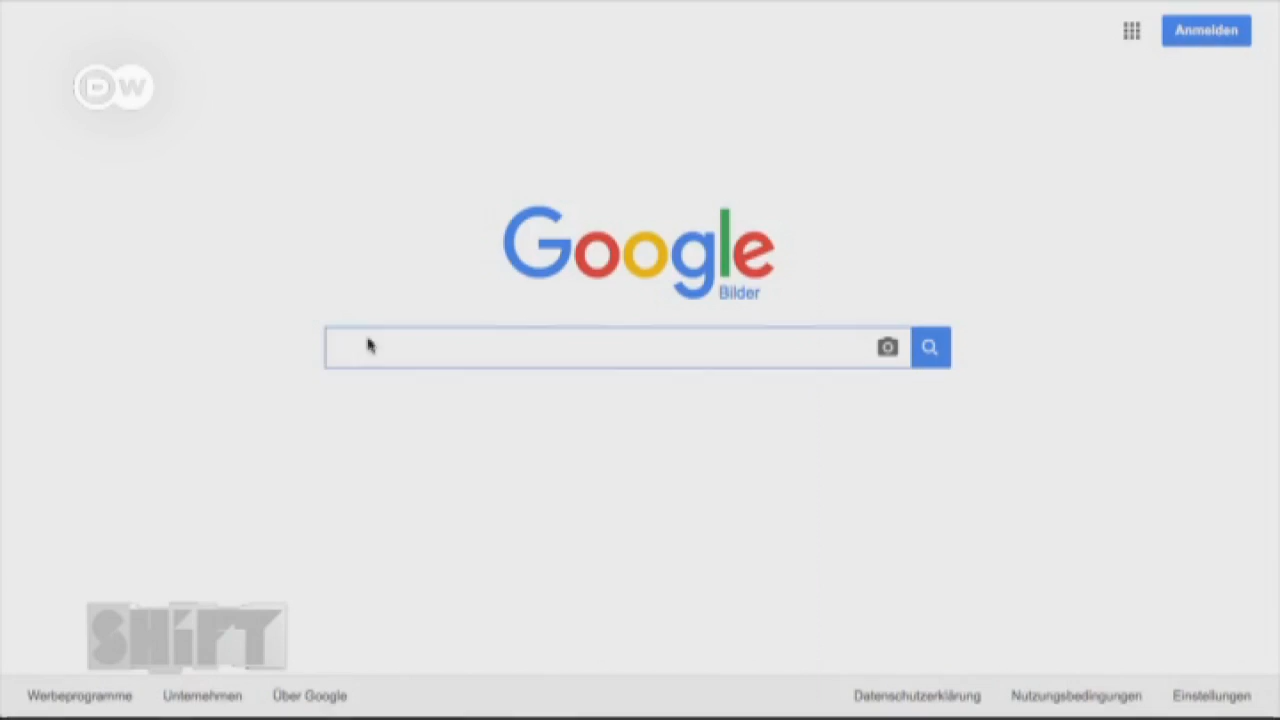 Anmelden
DW
Google
Bilder
SHIFT
Werbeprogramme Unternehmen Über Google Datenschutzerklärung Nutzungsbedingungen Einstellungen